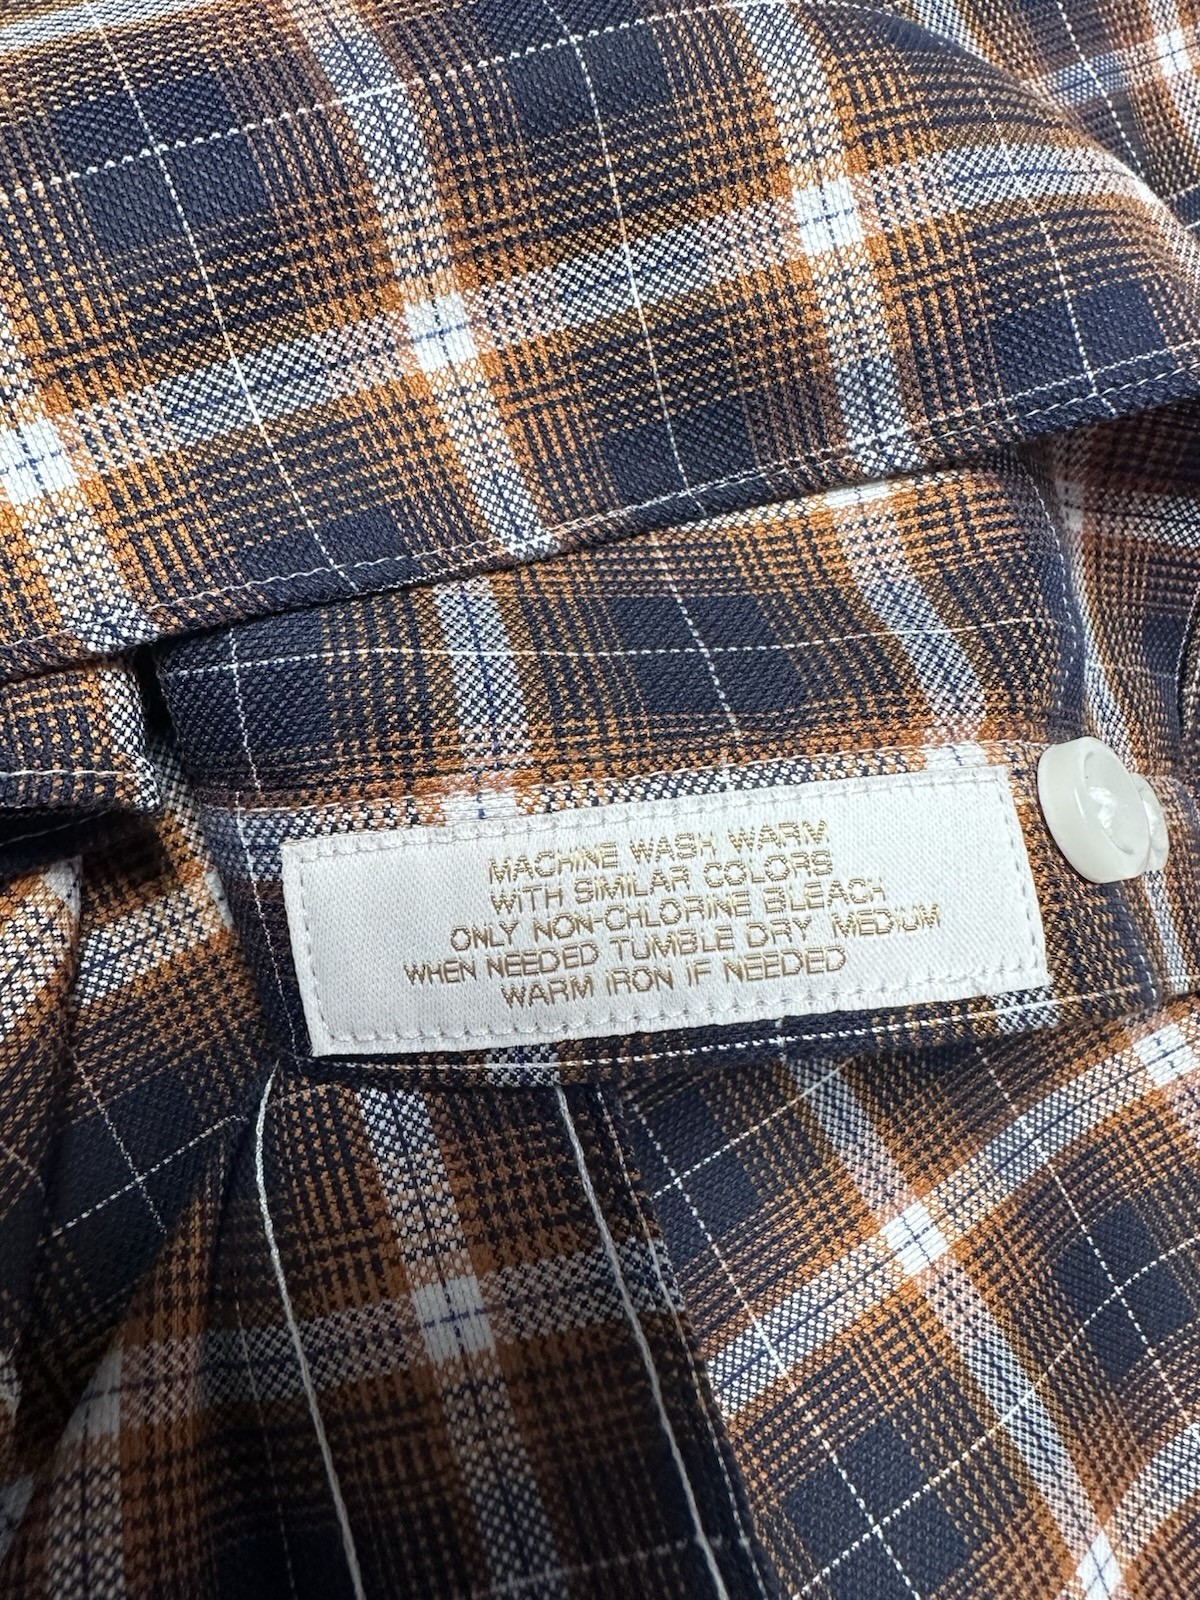 MACHINE WASH WARM
WITH SIMILAR COLORS
ONLY NON-CHLORINE BLEACH
WHEN NEEDED TUMBLE DRY MEDIUM
WARM IRON IF NEEDED